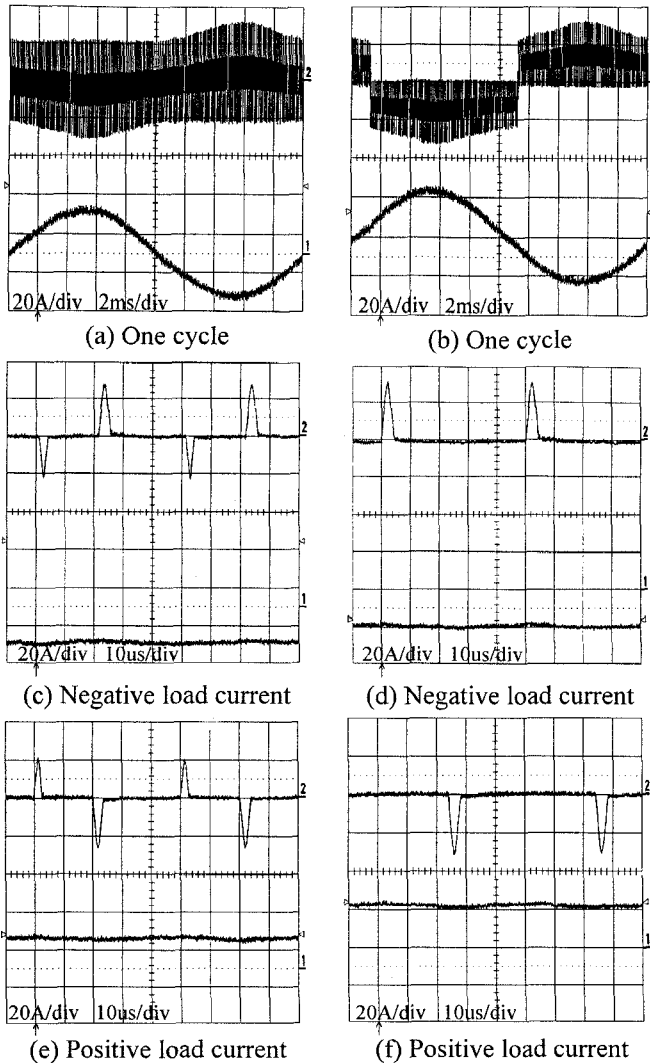 2
1
20A/div 2ms/div
(a) One cycle
2
1
20A/div 2ms/div
(b) One cycle
2
1
20A/div 10us/div
(c) Negative load current
2
1
20A/div 10us/div
(d) Negative load current
2
1
20A/div 10us/div
(e) Positive load current
2
1
20A/div 10us/div
(f) Positive load current